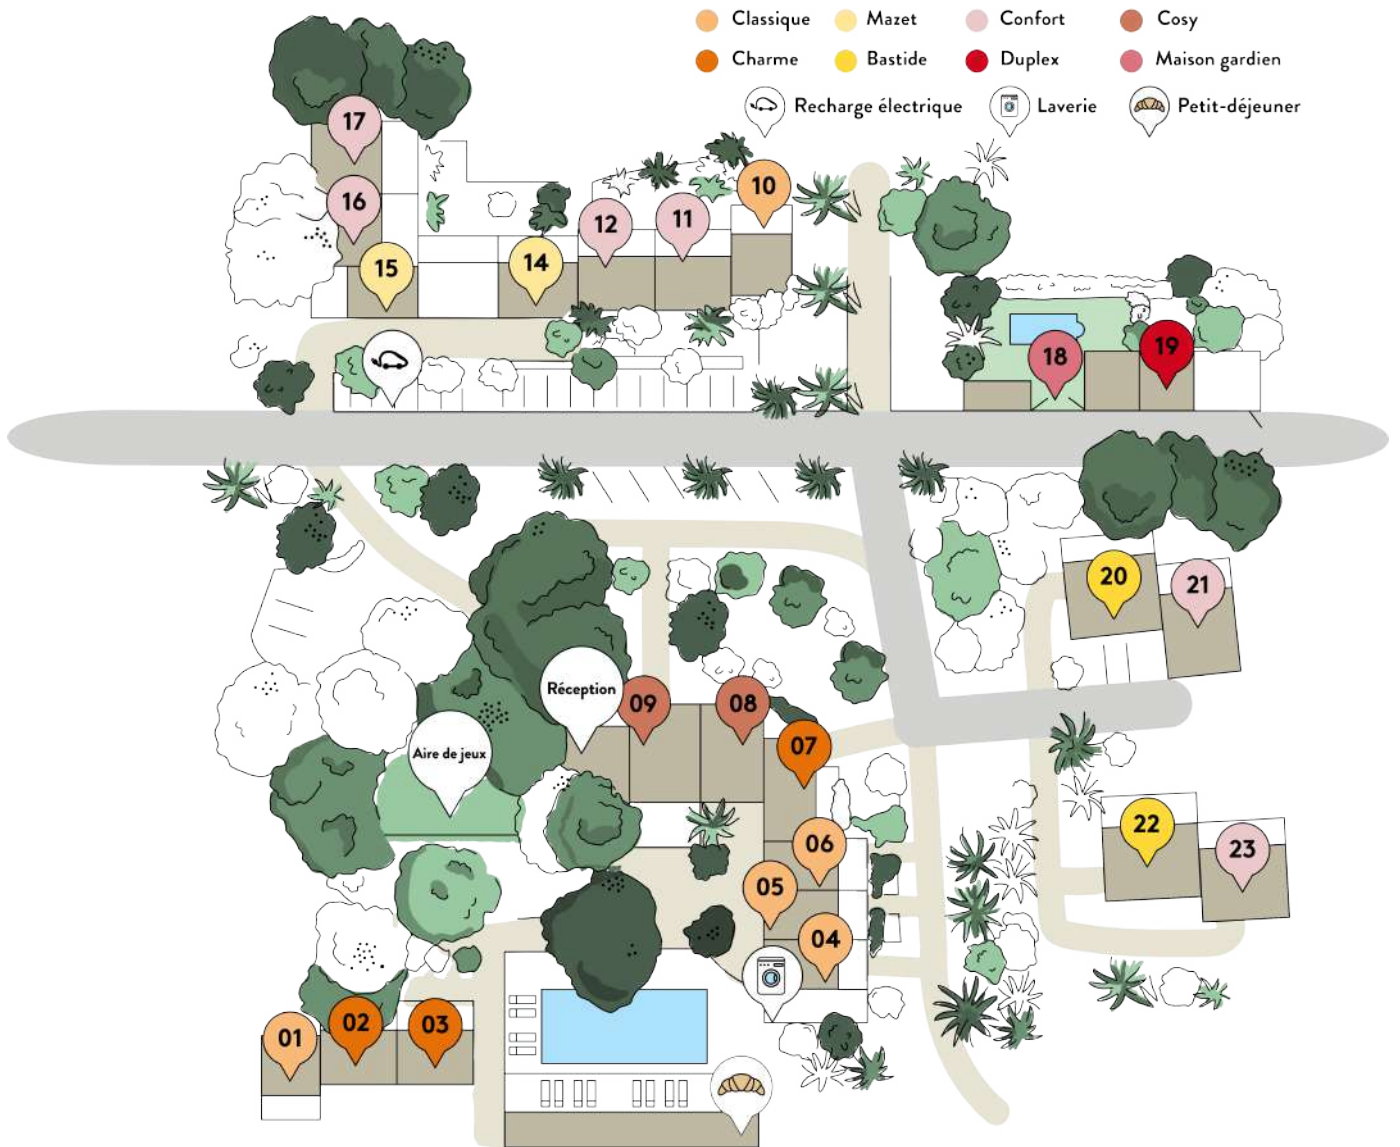 Classique
Mazet
Confort
Cosy
Charme
Bastide
Duplex
Maison gardien
Recharge électrique
Laverie
Petit-déjeuner
17
10
16
12
11
15
14
18
19
20
21
Réception
09
08
Aire de jeux
07
22
06
23
05
04
01
02
03